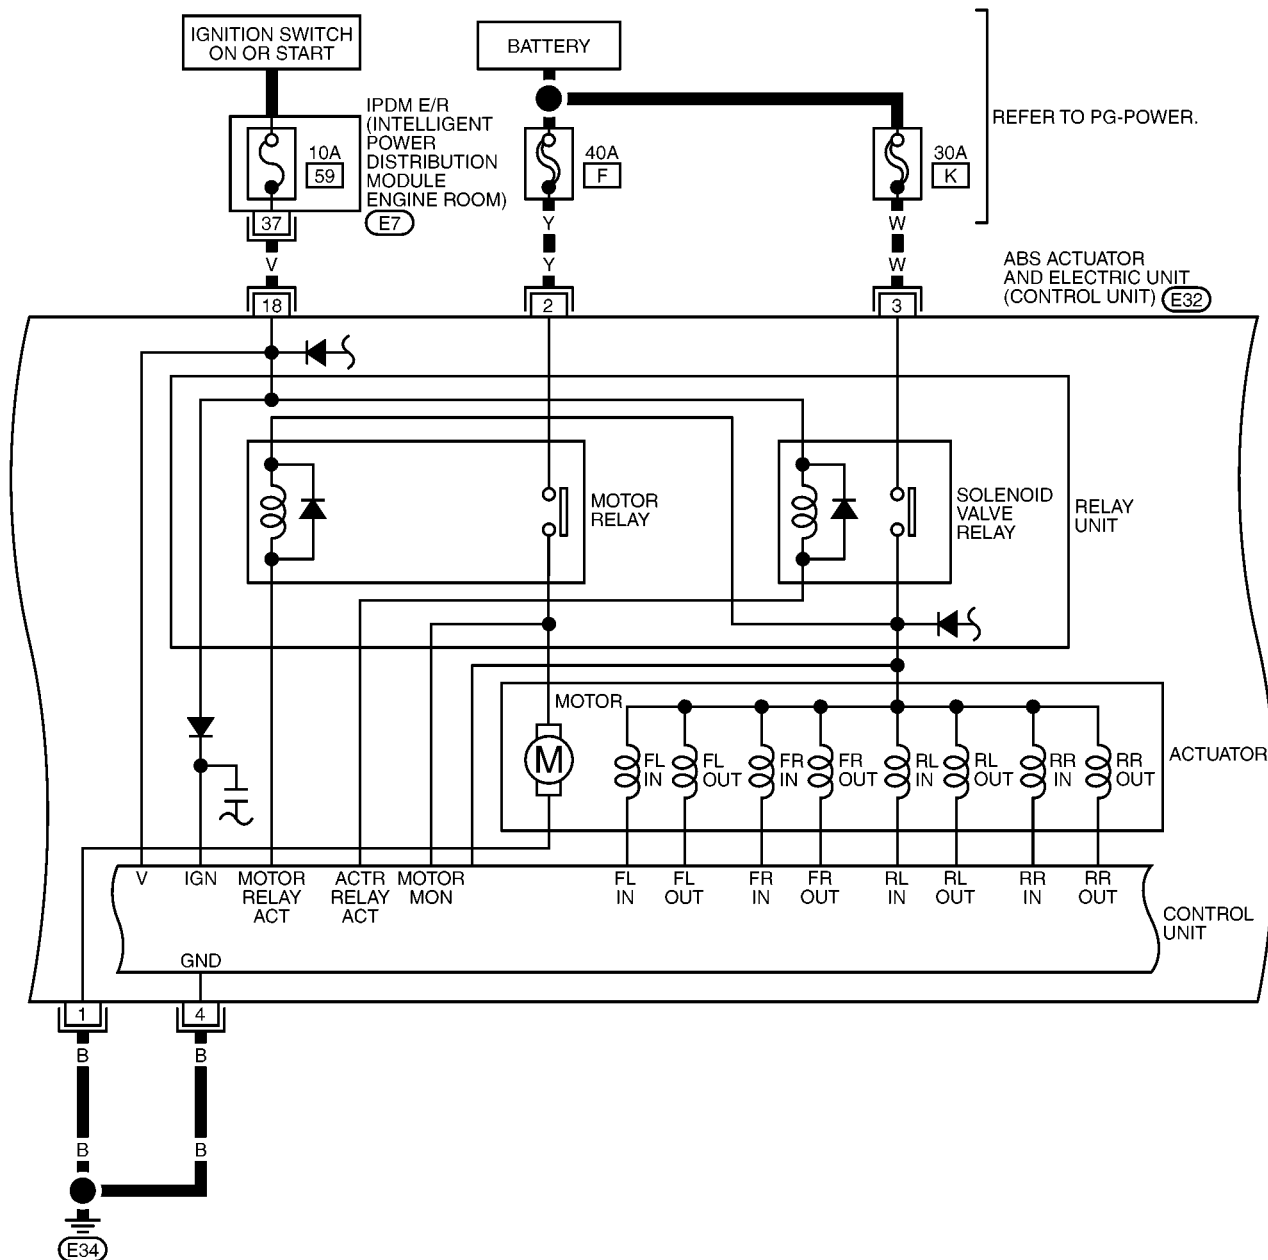 IGNITION SWITCH
ON OR START
BATTERY
REFER TO PG-POWER.
IPDM E/R
(INTELLIGENT
POWER
DISTRIBUTION
MODULE
ENGINE ROOM)
E7
10A
59
40A
F
30A
K
37
V
Y
Y
W
W
ABS ACTUATOR
AND ELECTRIC UNIT
(CONTROL UNIT) E32
18
2
3
MOTOR
RELAY
SOLENOID
VALVE
RELAY
RELAY
UNIT
MOTOR
M
FL
IN
FL
OUT
FR
IN
FR
OUT
RL
IN
RL
OUT
RR
IN
RR
OUT
ACTUATOR
V
IGN
MOTOR
RELAY
ACT
ACTR
RELAY
ACT
MOTOR
MON
FL
IN
FL
OUT
FR
IN
FR
OUT
RL
IN
RL
OUT
RR
IN
RR
OUT
CONTROL
UNIT
GND
1
4
B
B
B
B
E34